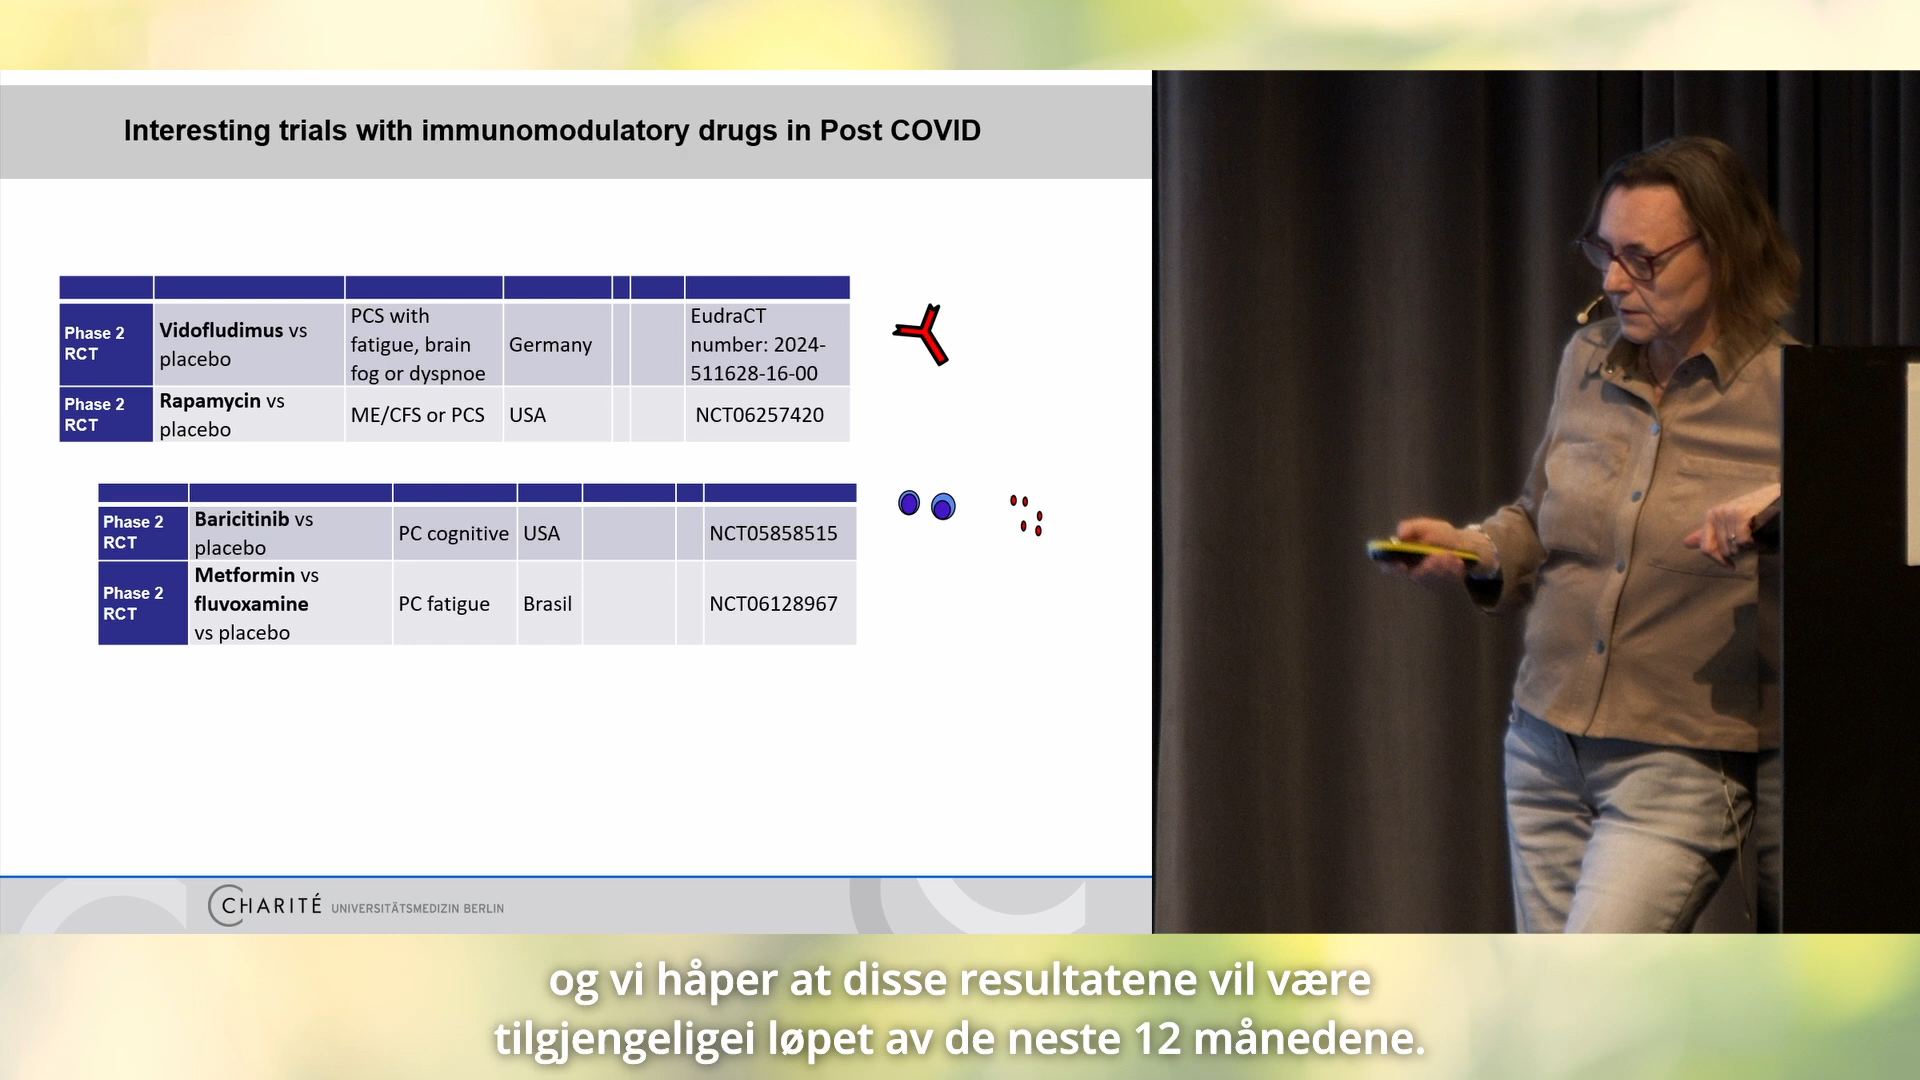 Interesting trials with immunomodulatory drugs in Post COVID
Phase 2
RCT
Vidofludimus vs
placebo
PCS with
fatigue, brain
fog or dyspnoe
Germany
EudraCT
number: 2024-
511628-16-00
Phase 2
RCT
Rapamycin vs
placebo
ME/CFS or PCS
USA
NCT06257420
Phase 2
RCT
Baricitinib vs
placebo
PC cognitive
USA
NCT05858515
Phase 2
RCT
Metformin vs
fluvoxamine
vs placebo
PC fatigue
Brasil
NCT06128967
CHARITÉ UNIVERSITÄTSMEDIZIN BERLIN
og vi håper at disse resultatene vil være
tilgjengeligei løpet av de neste 12 månedene.